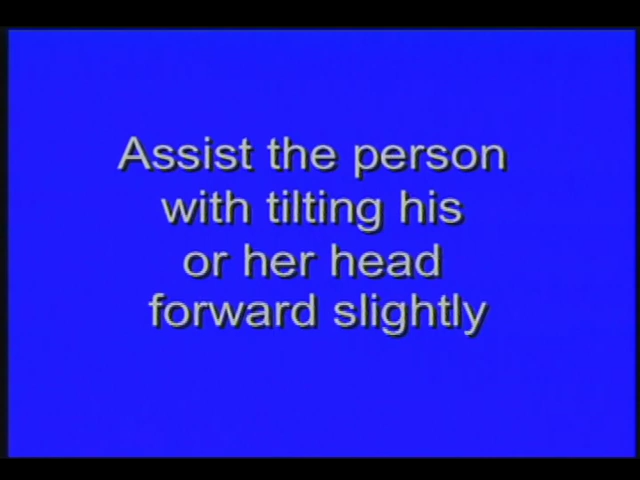 Assist the person
with tilting his
or her head
forward slightly